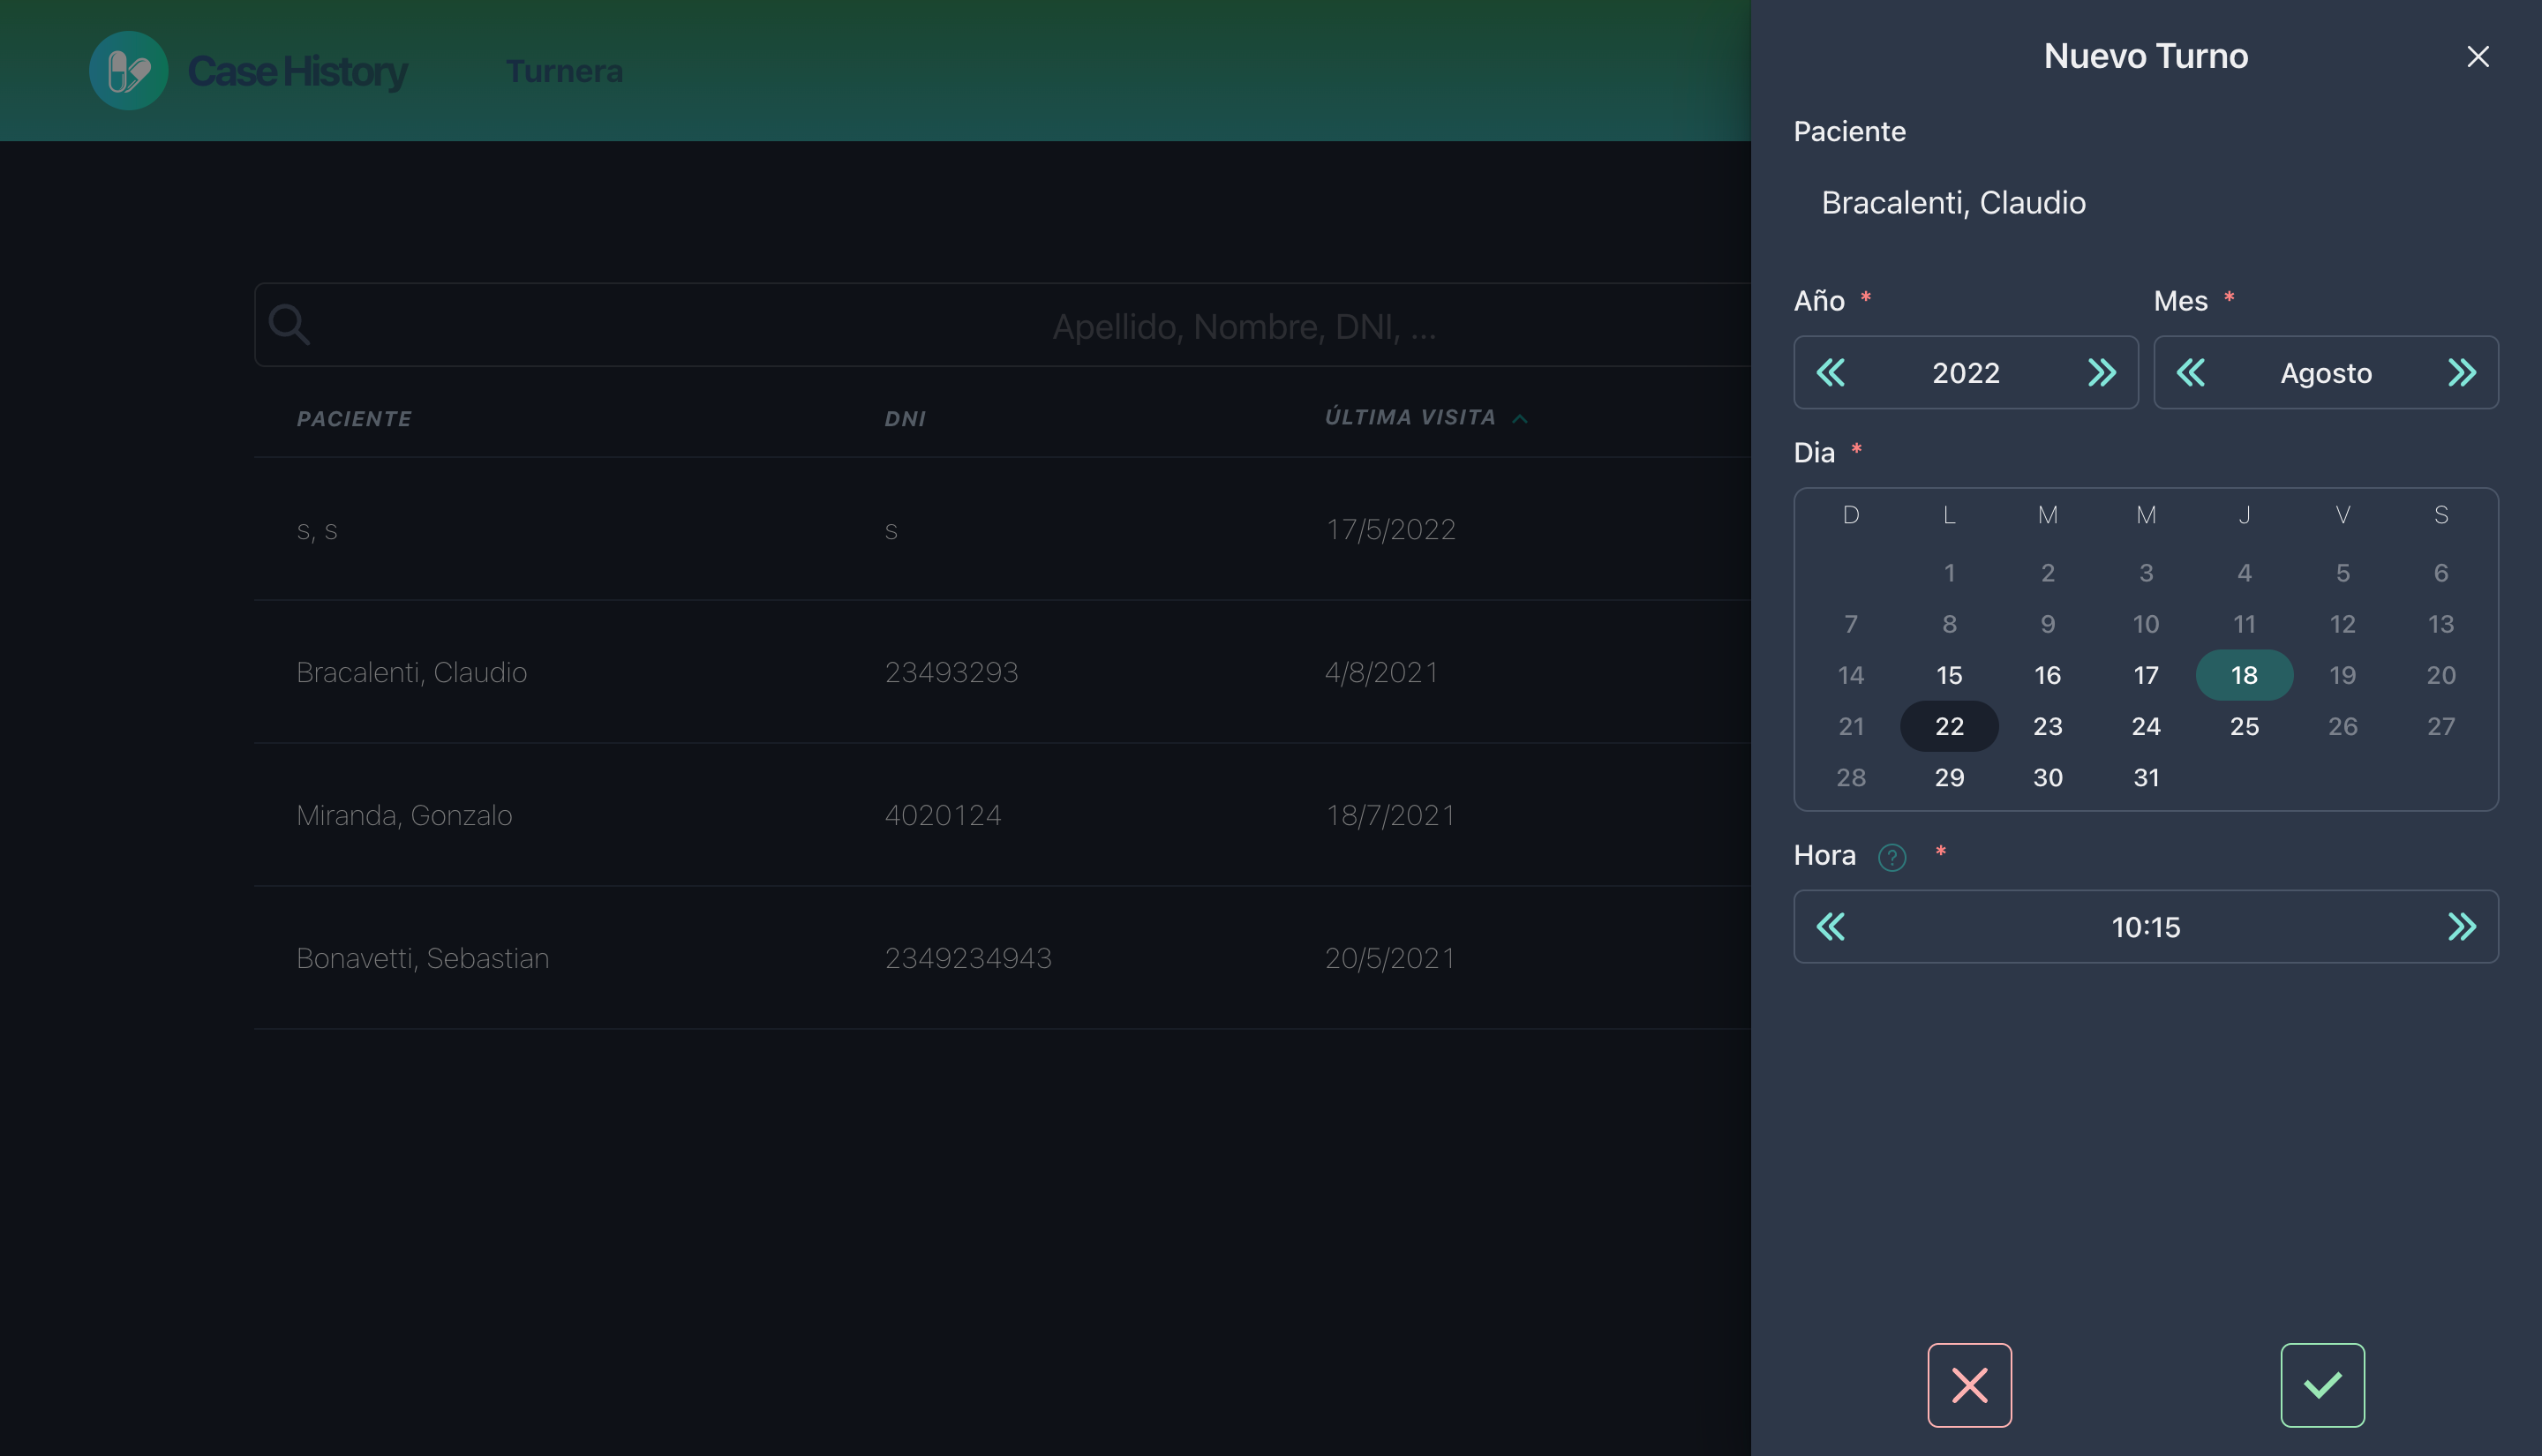 Case History
Turnera
Apellido, Nombre, DNI, ...
PACIENTE DNI ÚLTIMA VISITA
s, s s 17/5/2022
Bracalenti, Claudio 23493293 4/8/2021
Miranda, Gonzalo 4020124 18/7/2021
Bonavetti, Sebastian 2349234943 20/5/2021
Nuevo Turno
Paciente
Bracalenti, Claudio
Año * Mes *
2022 Agosto
Dia *
D L M M J V S
1 2 3 4 5 6
7 8 9 10 11 12 13
14 15 16 17 18 19 20
21 22 23 24 25 26 27
28 29 30 31
Hora ? *
10:15